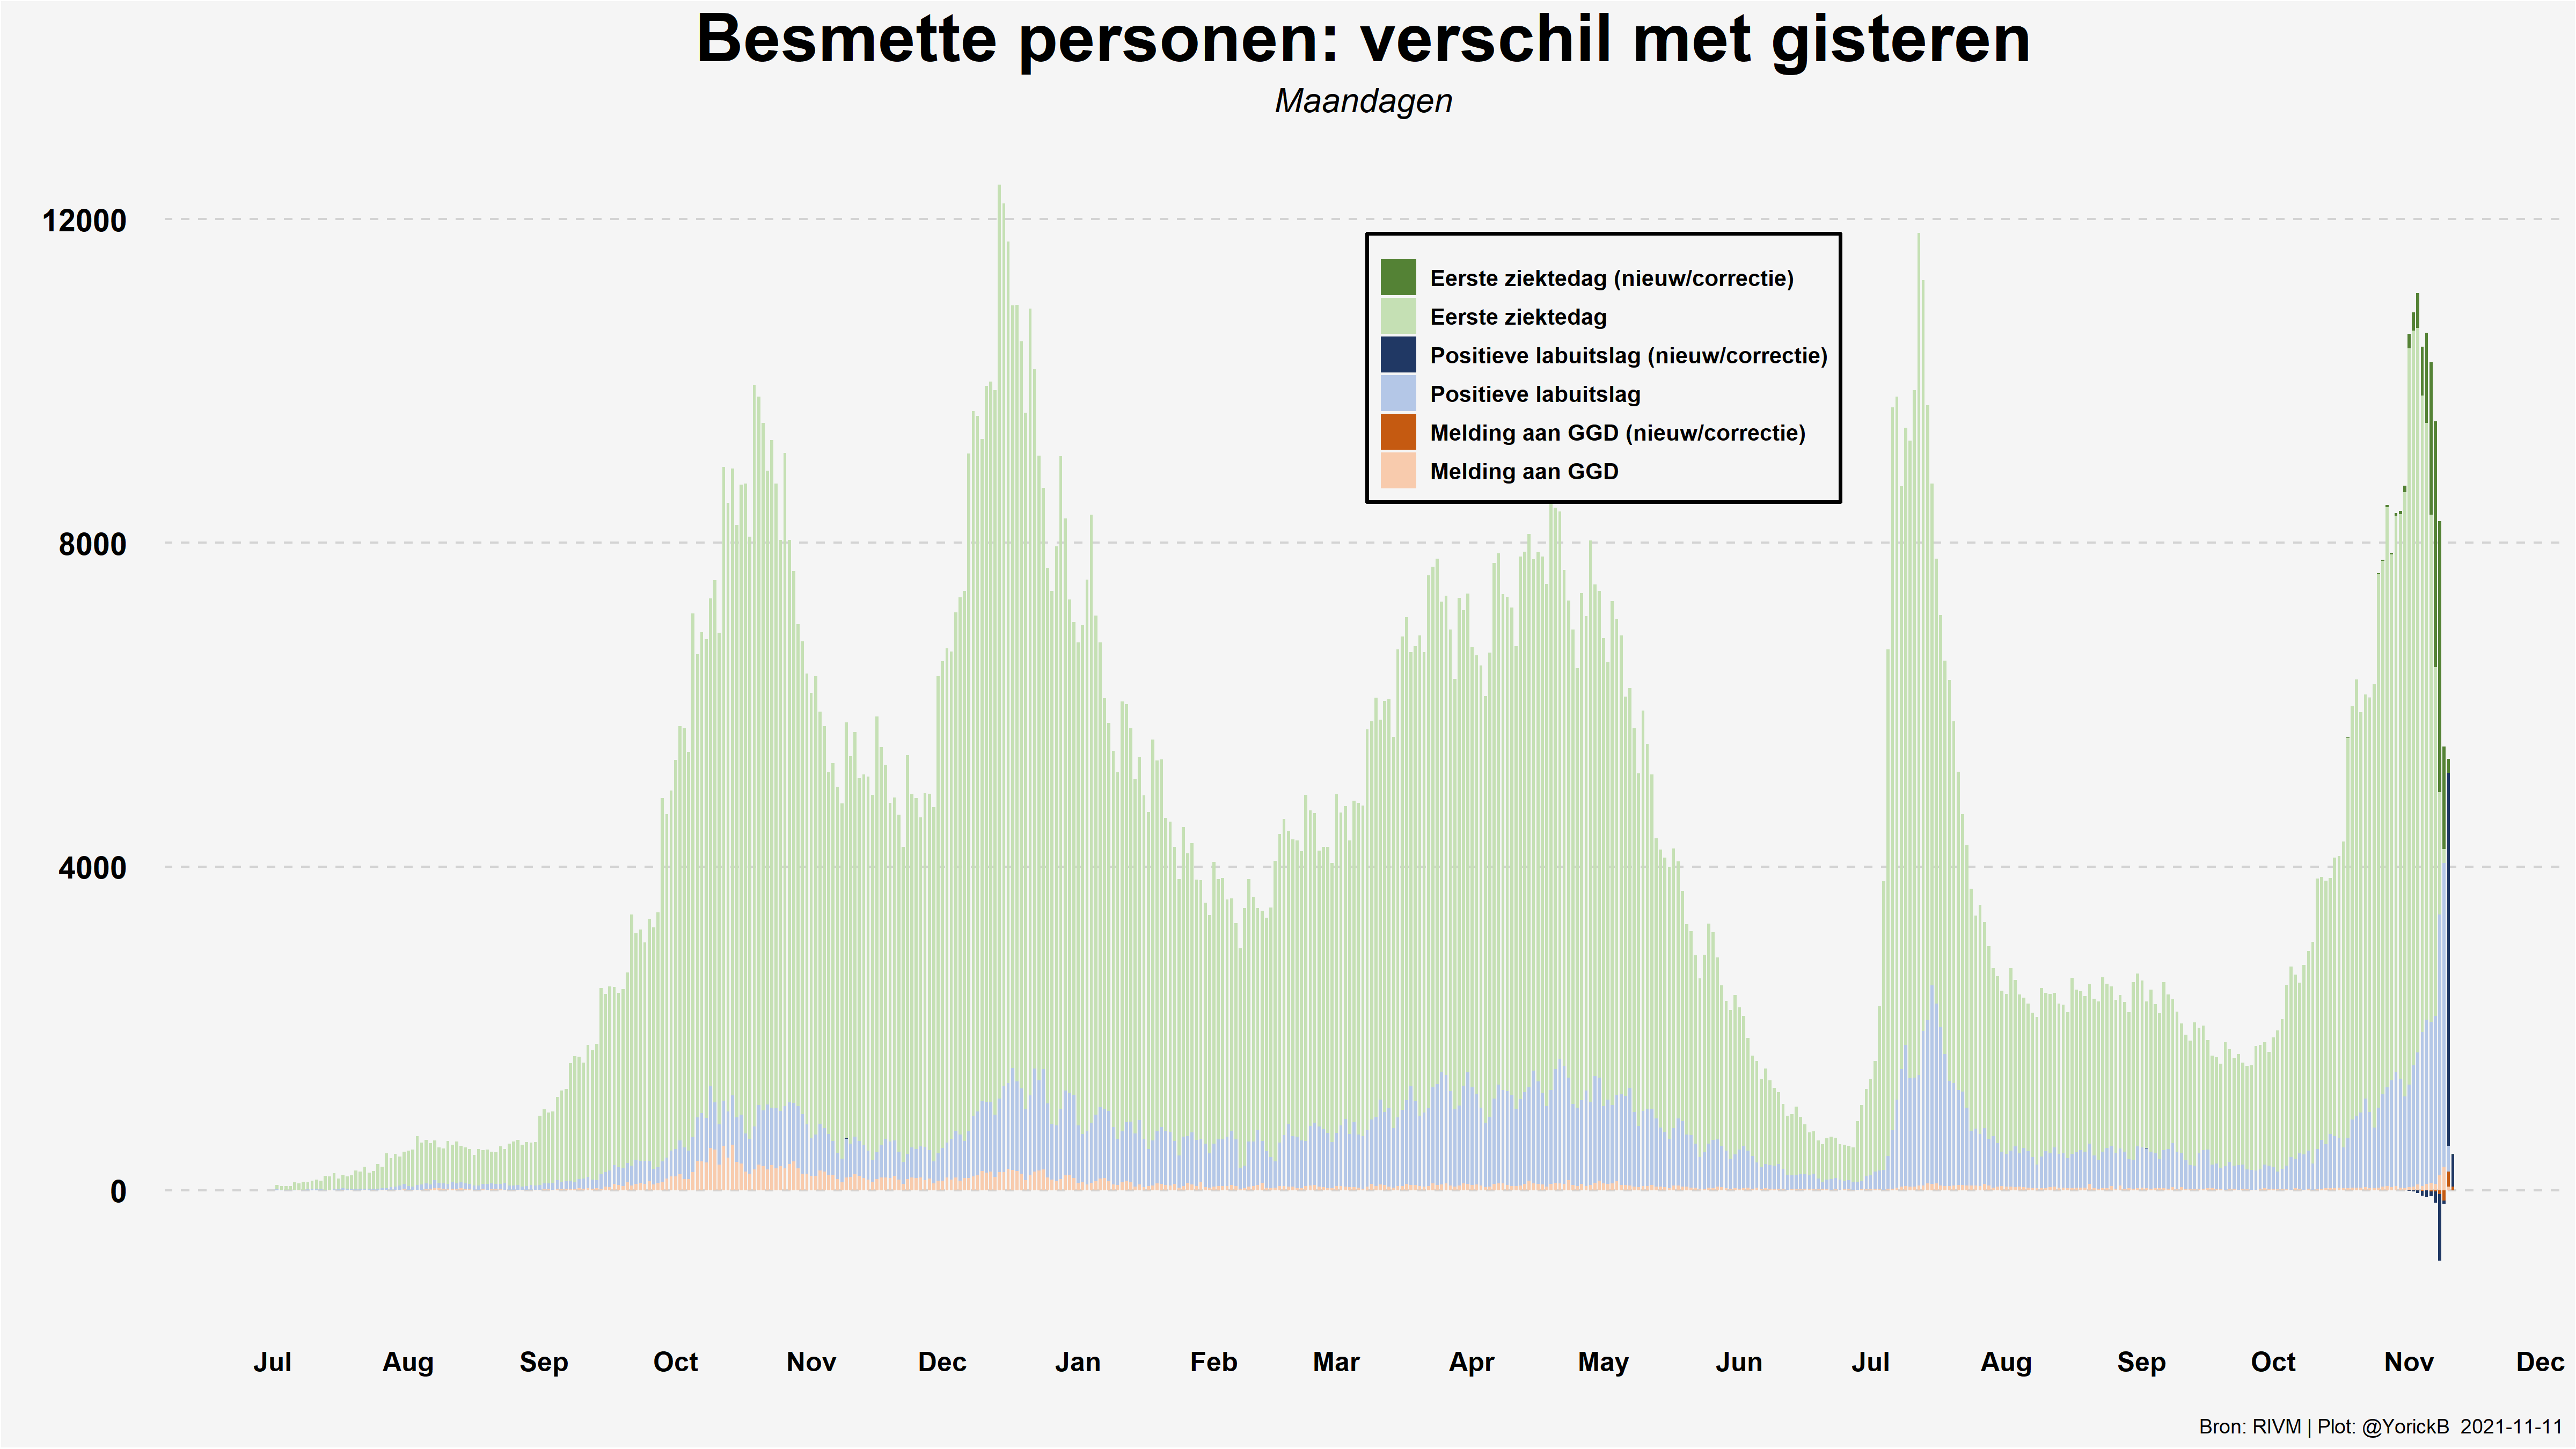 Besmette personen: verschil met gisteren
Maandagen
12000
8000
4000
0
Eerste ziektedag (nieuw/correctie)
Eerste ziektedag
Positieve labuitslag (nieuw/correctie)
Positieve labuitslag
Melding aan GGD (nieuw/correctie)
Melding aan GGD
Jul Aug Sep Oct Nov Dec Jan Feb Mar Apr May Jun Jul Aug Sep Oct Nov Dec
Bron: RIVM | Plot: @YorickB 2021-11-11